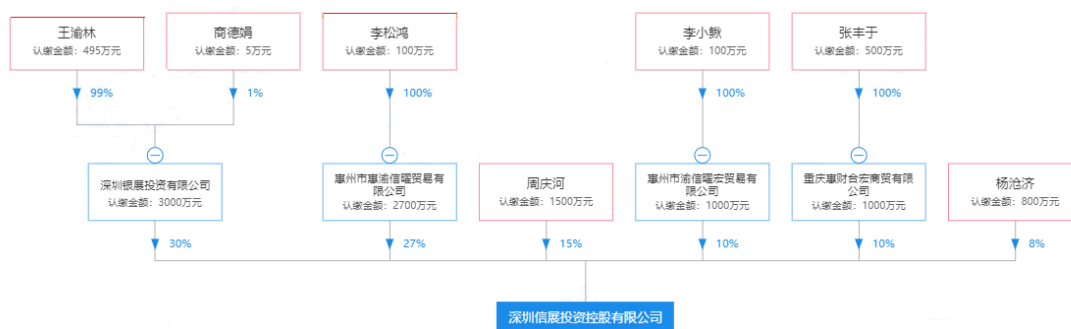 王渝林
认缴金额：495万元
商德娟
认缴金额：5万元
李松鸿
认缴金额：100万元
李小鳅
认缴金额：100万元
张丰于
认缴金额：500万元
99%
1%
100%
100%
100%
深圳银展投资有限公司
认缴金额：3000万元
惠州市惠渝信曜贸易有
限公司
认缴金额：2700万元
周庆河
认缴金额：1500万元
惠州市渝信曜宏贸易有
限公司
认缴金额：1000万元
重庆惠财合宏商贸有限
公司
认缴金额：1000万元
杨沧济
认缴金额：800万元
30%
27%
15%
10%
10%
8%
深圳信展投资控股有限公司